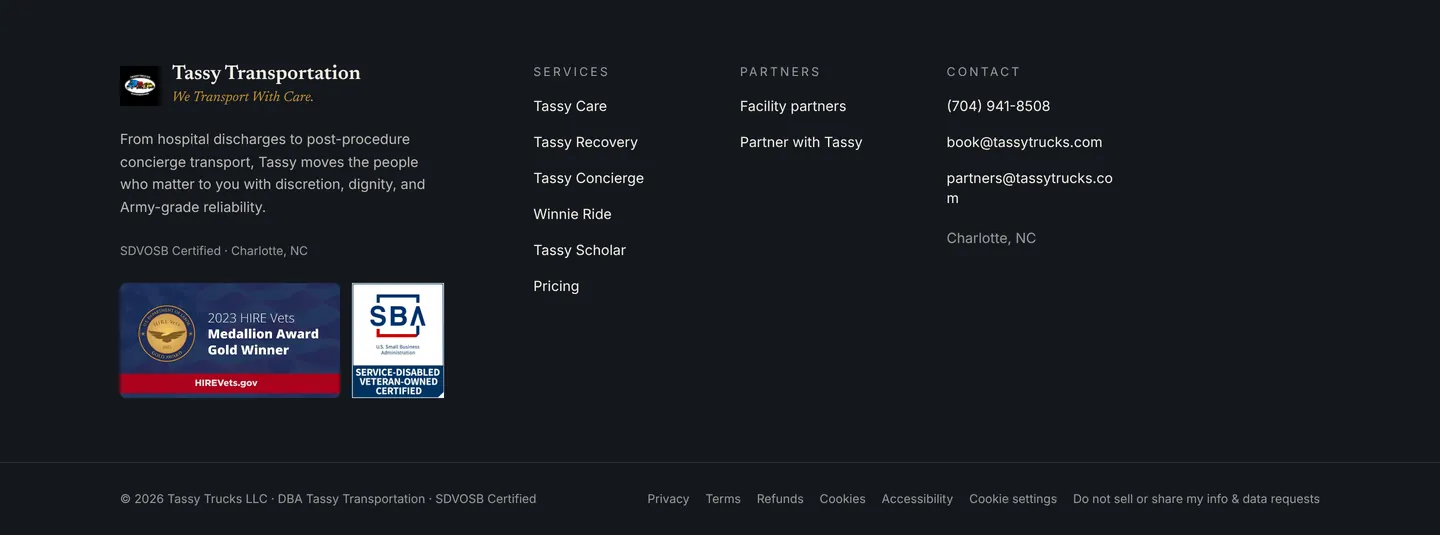 Tassy Transportation
We Transport With Care.
From hospital discharges to post-procedure
concierge transport, Tassy moves the people
who matter to you with discretion, dignity, and
Army-grade reliability.
SDVOSB Certified · Charlotte, NC
2023 HIRE Vets
Medallion Award
Gold Winner
HIREVets.gov
SBA
U.S. Small Business
Administration
SERVICE-DISABLED
VETERAN-OWNED
CERTIFIED
SERVICES
Tassy Care
Tassy Recovery
Tassy Concierge
Winnie Ride
Tassy Scholar
Pricing
PARTNERS
Facility partners
Partner with Tassy
CONTACT
(704) 941-8508
book@tassytrucks.com
partners@tassytrucks.co
m
Charlotte, NC
© 2026 Tassy Trucks LLC · DBA Tassy Transportation · SDVOSB Certified
Privacy Terms Refunds Cookies Accessibility Cookie settings Do not sell or share my info & data requests